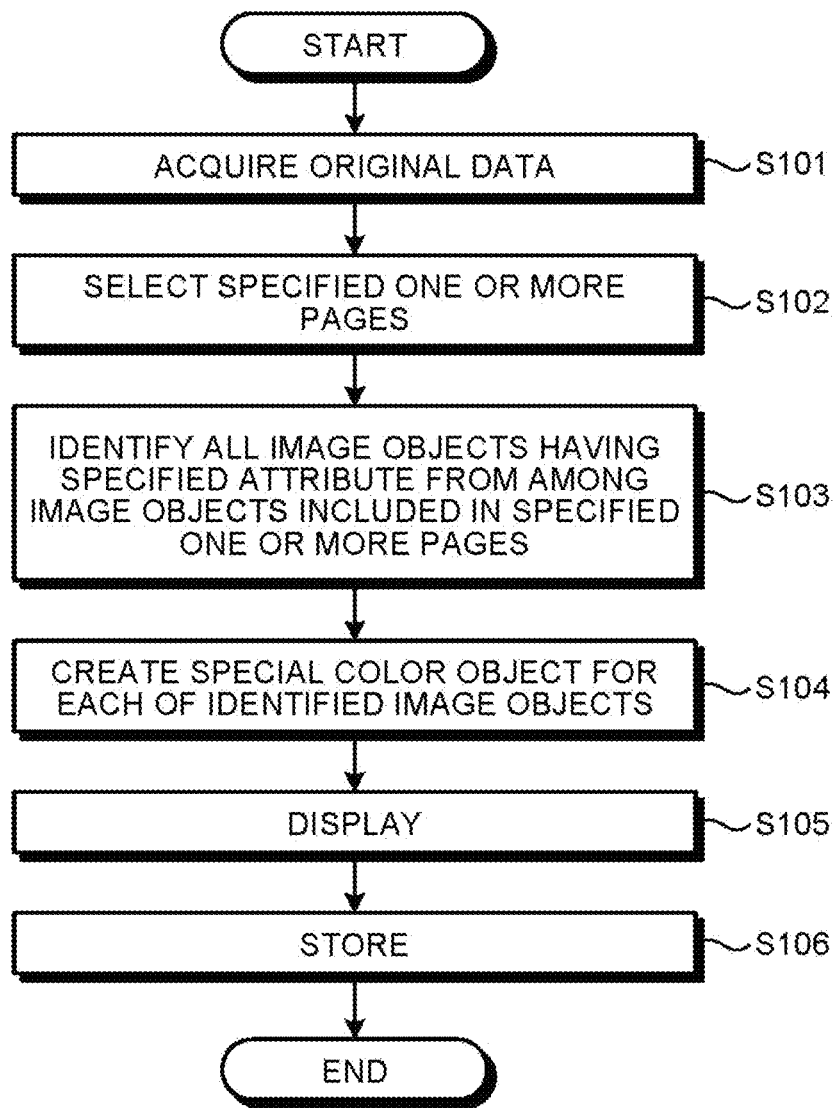 START
ACQUIRE ORIGINAL DATA
S101
SELECT SPECIFIED ONE OR MORE
PAGES
S102
IDENTIFY ALL IMAGE OBJECTS HAVING
SPECIFIED ATTRIBUTE FROM AMONG
IMAGE OBJECTS INCLUDED IN SPECIFIED
ONE OR MORE PAGES
S103
CREATE SPECIAL COLOR OBJECT FOR
EACH OF IDENTIFIED IMAGE OBJECTS
S104
DISPLAY
S105
STORE
S106
END